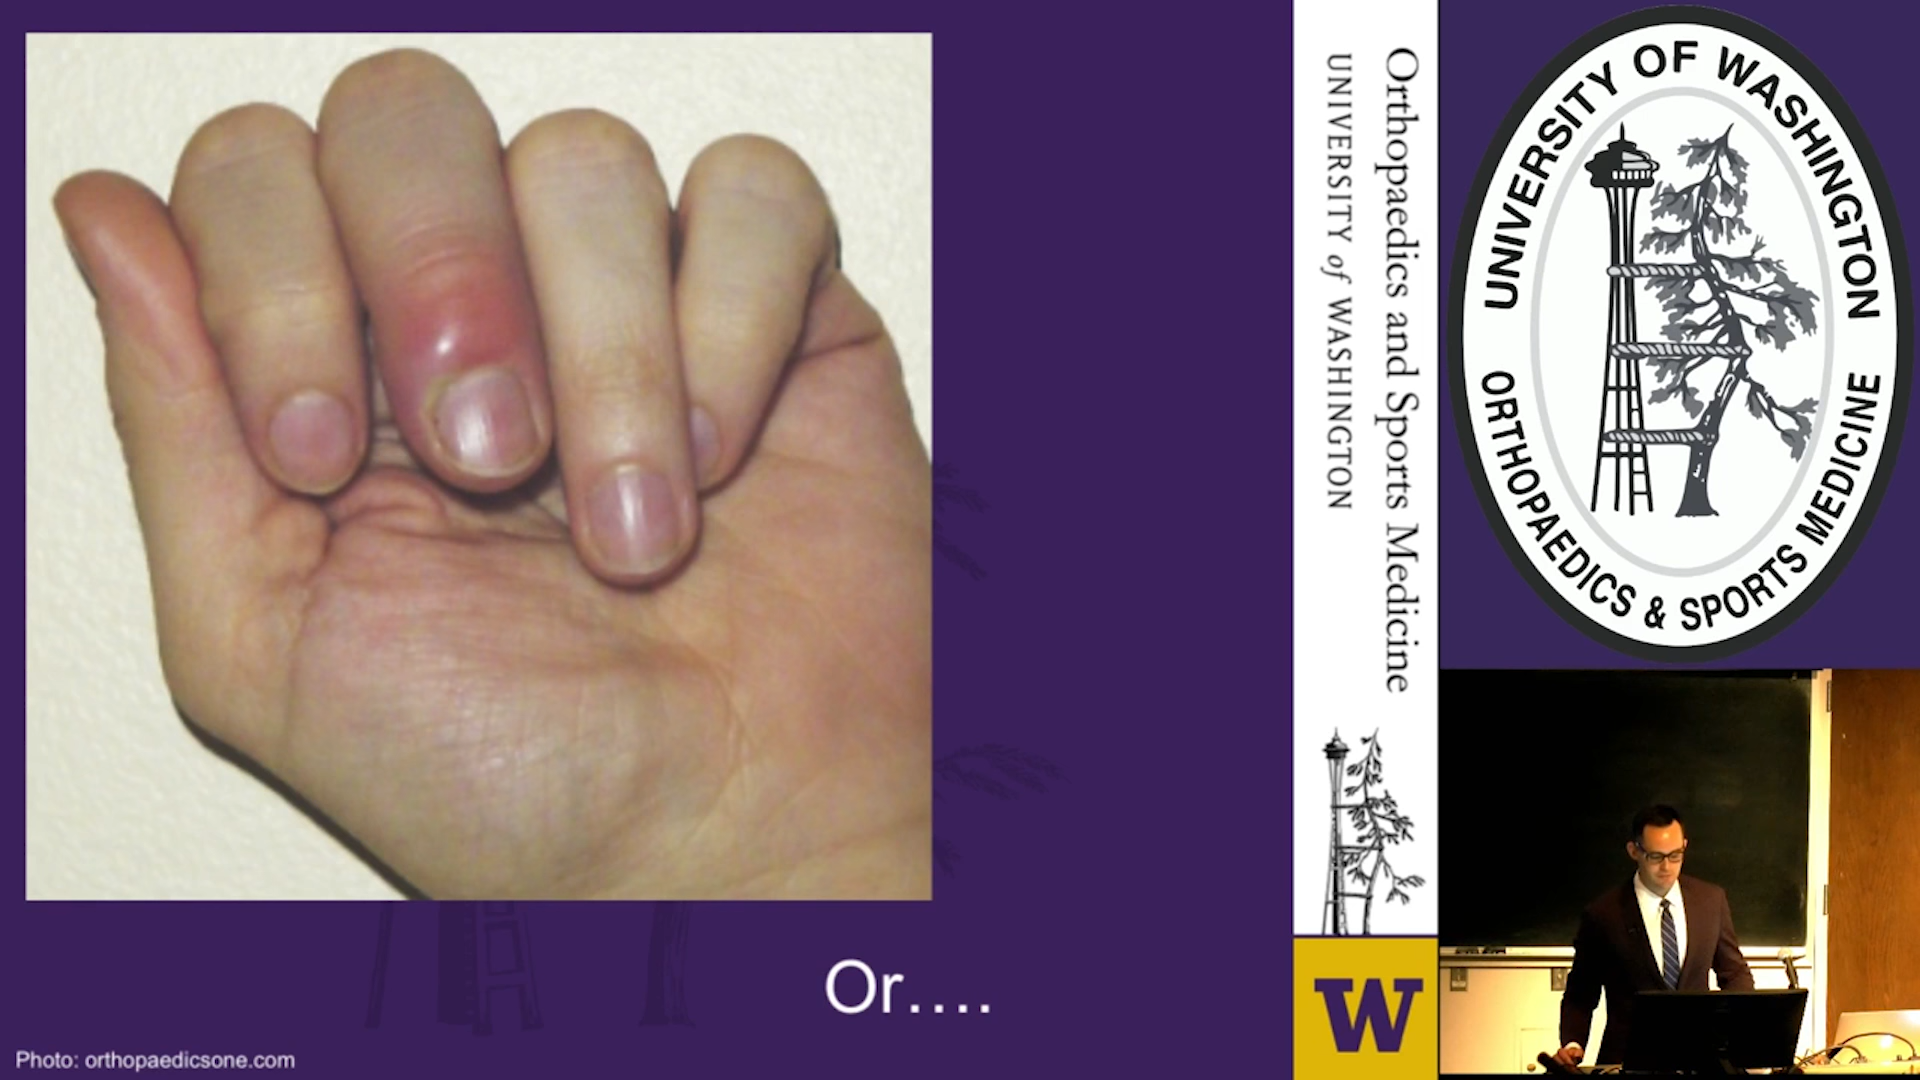 Or....
Photo: orthopaedicsone.com
Orthopaedics and Sports Medicine
UNIVERSITY of WASHINGTON
W
UNIVERSITY OF WASHINGTON
ORTHOPAEDICS & SPORTS MEDICINE